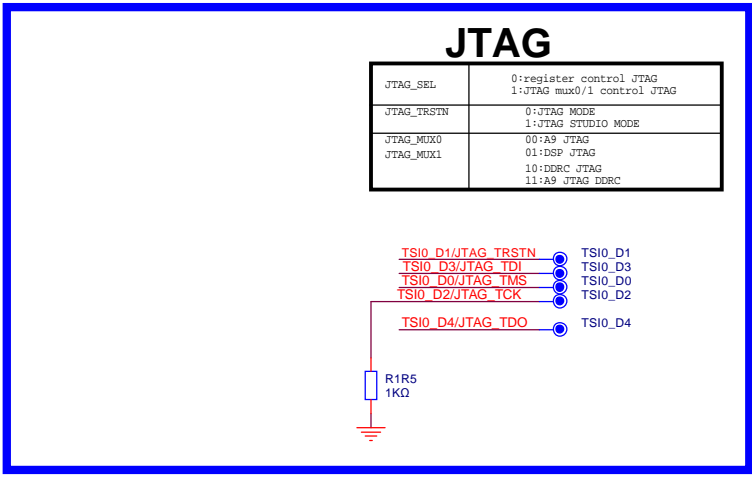 JTAG
JTAG_SEL
0:register control JTAG
1:JTAG mux0/1 control JTAG
JTAG_TRSTN
0:JTAG MODE
1:JTAG STUDIO MODE
JTAG_MUX0
JTAG_MUX1
00:A9 JTAG
01:DSP JTAG
10:DDRC JTAG
11:A9 JTAG DDRC
TSI0_D1/JTAG_TRSTN TSI0_D1
TSI0_D3/JTAG_TDI TSI0_D3
TSI0_D0/JTAG_TMS TSI0_D0
TSI0_D2/JTAG_TCK TSI0_D2
TSI0_D4/JTAG_TDO TSI0_D4
R1R5
1KΩ